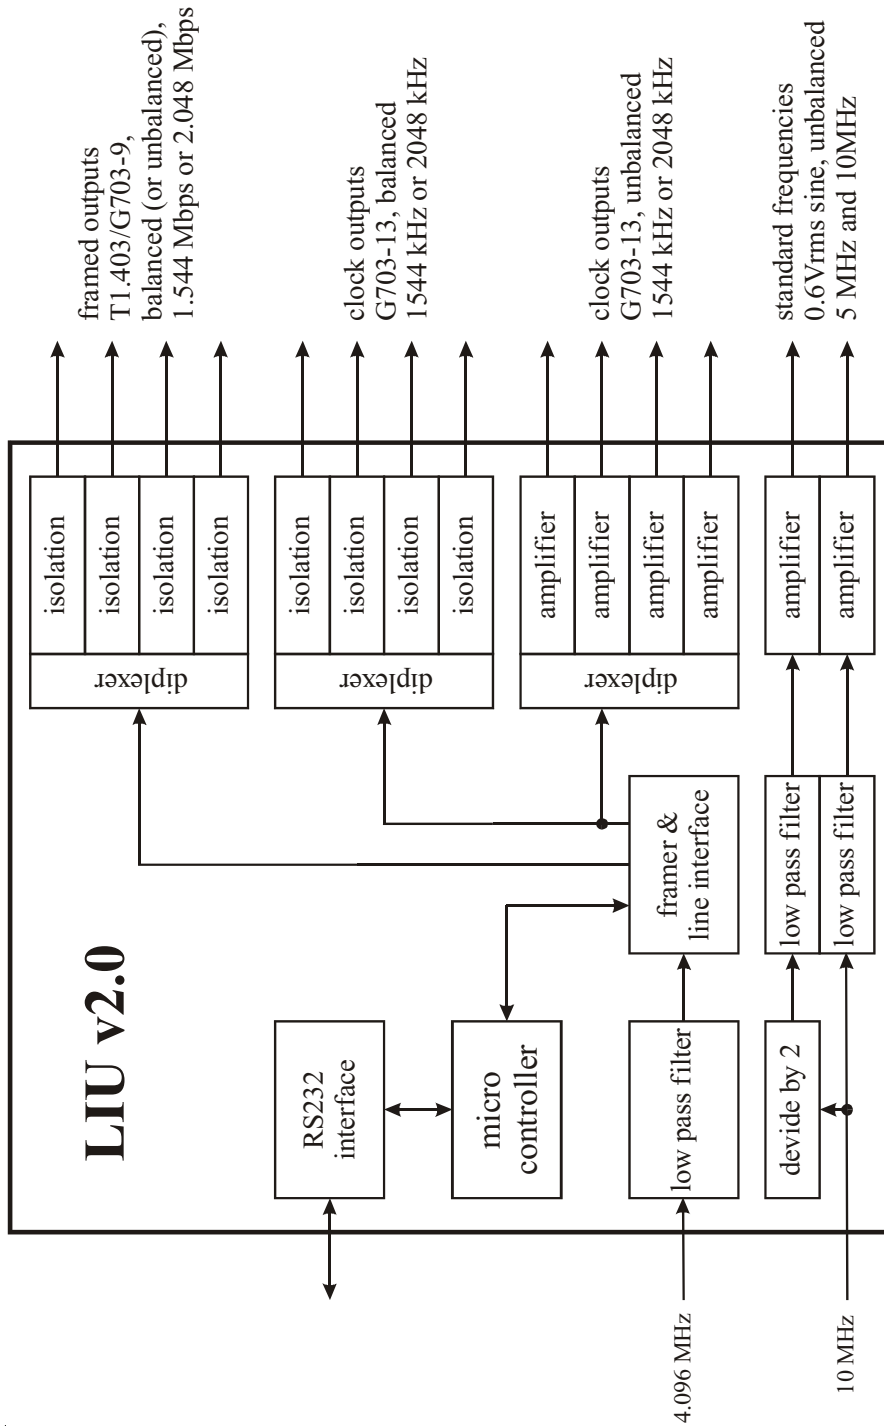 LIU v2.0
RS232
interface
micro
controller
4.096 MHz
low pass filter
10 MHz
devide by 2
framer &
line interface
low pass filter
low pass filter
diplexer
isolation
isolation
isolation
isolation
framed outputs
T1.403/G703-9,
balanced (or unbalanced),
1.544 Mbps or 2.048 Mbps
diplexer
isolation
isolation
isolation
isolation
clock outputs
G703-13, balanced
1544 kHz or 2048 kHz
diplexer
amplifier
amplifier
amplifier
amplifier
clock outputs
G703-13, unbalanced
1544 kHz or 2048 kHz
amplifier
amplifier
standard frequencies
0.6Vrms sine, unbalanced
5 MHz and 10MHz